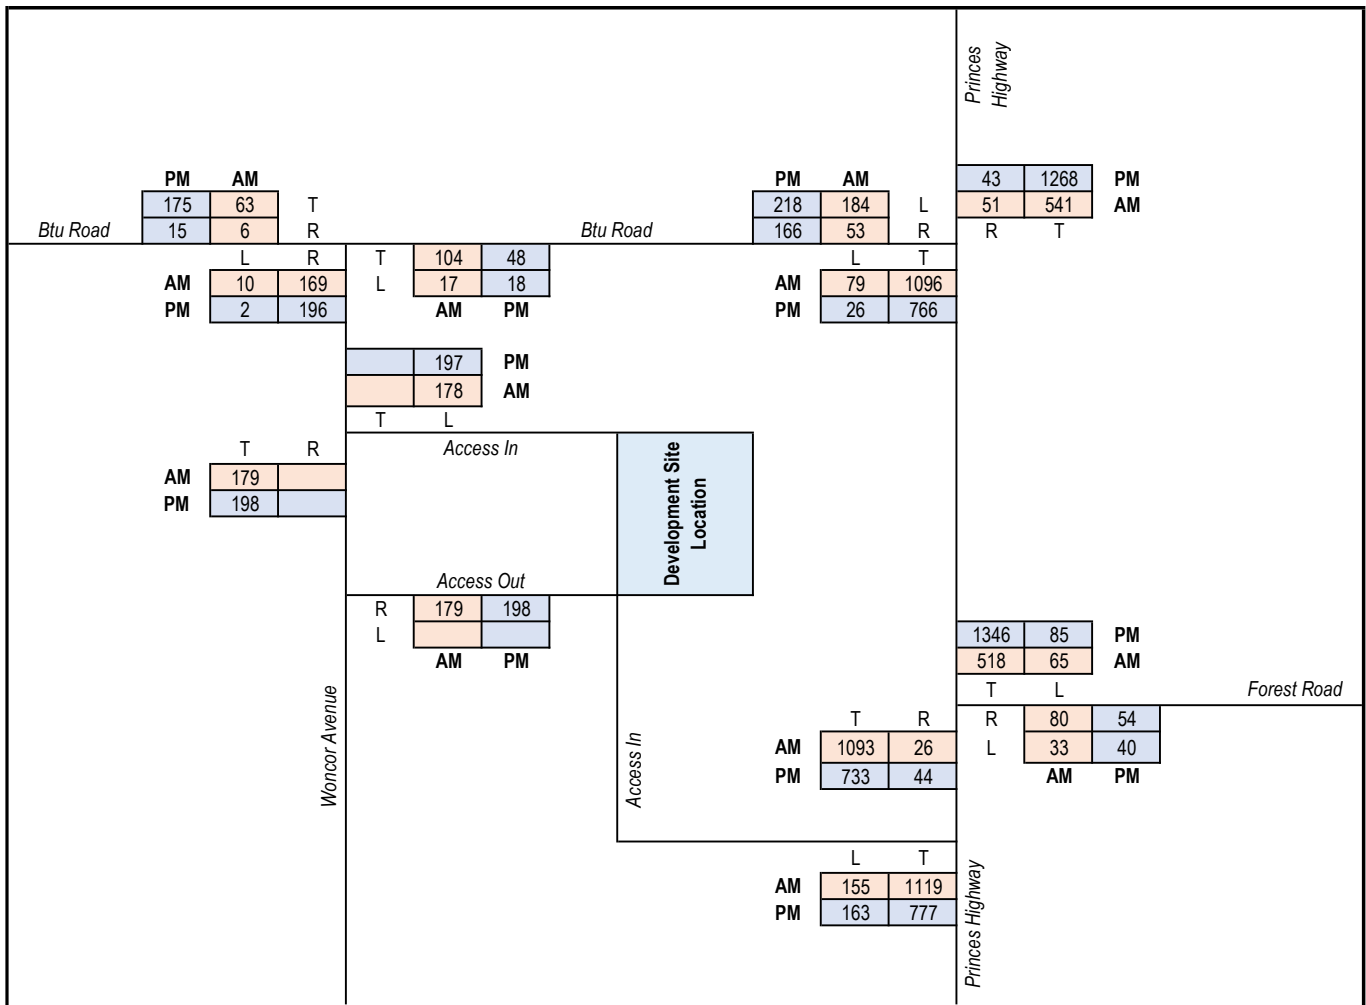 Princes
Highway
PM AM
175 63 T
15 6 R
Btu Road
L R
AM 10 169
PM 2 196
T 104 48
L 17 18
AM PM
Btu Road
PM AM
218 184 L
166 53 R
43 1268 PM
51 541 AM
R T
L T
AM 79 1096
PM 26 766
197 PM
178 AM
T L
Access In
T R
AM 179
PM 198
Development Site
Location
Access Out
R 179 198
L
AM PM
Woncor Avenue
Access In
1346 85 PM
518 65 AM
T L
Forest Road
T R
AM 1093 26
PM 733 44
R 80 54
L 33 40
AM PM
L T
AM 155 1119
PM 163 777
Princes Highway